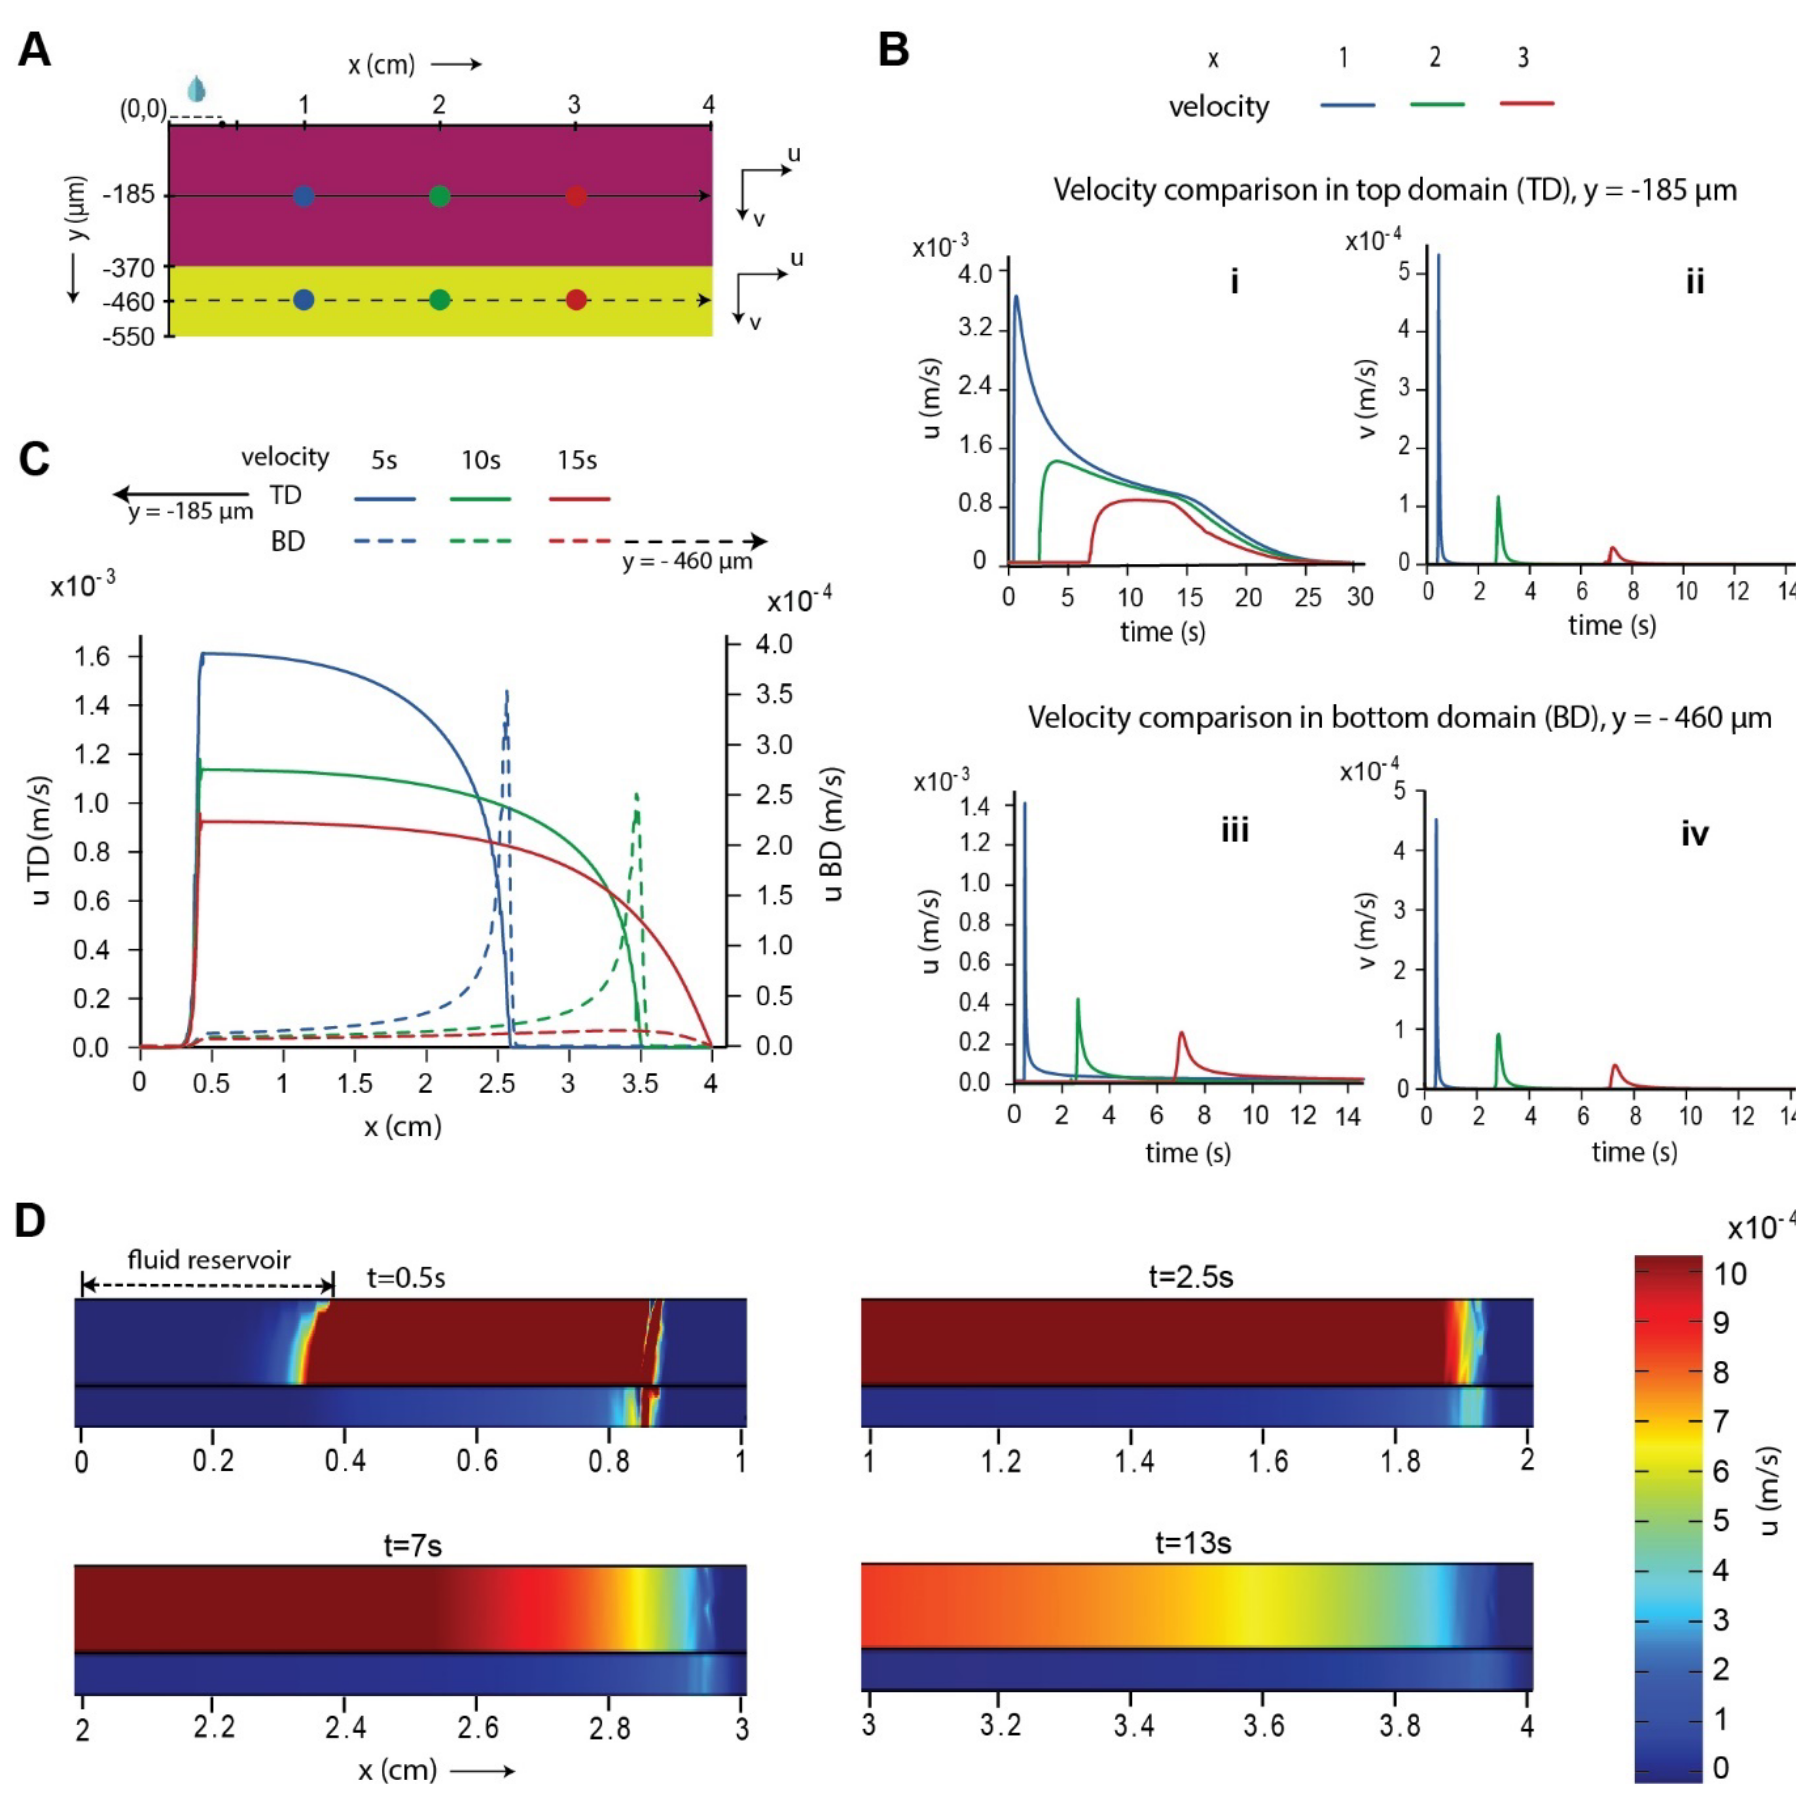 A
x (cm)
(0,0)
1
2
3
4
y (µm)
-185
-370
-460
-550
u
v
u
v
B
x 1 2 3
velocity
Velocity comparison in top domain (TD), y = -185 µm
x10-3
i
4.0
3.2
2.4
1.6
0.8
0
u (m/s)
0 5 10 15 20 25 30
time (s)
x10-4
ii
5
4
3
2
1
0
v (m/s)
0 2 4 6 8 10 12 14
time (s)
Velocity comparison in bottom domain (BD), y = - 460 µm
x10-3
iii
1.4
1.2
1.0
0.8
0.6
0.4
0.2
0.0
u (m/s)
0 2 4 6 8 10 12 14
time (s)
x10-4
iv
5
4
3
2
1
0
v (m/s)
0 2 4 6 8 10 12 14
time (s)
C
velocity 5s 10s 15s
TD
y = -185 µm
BD
y = - 460 µm
x10-3
x10-4
1.6
1.4
1.2
1.0
0.8
0.6
0.4
0.2
0.0
u TD (m/s)
4.0
3.5
3.0
2.5
2.0
1.5
1.0
0.5
0.0
u BD (m/s)
0 0.5 1 1.5 2 2.5 3 3.5 4
x (cm)
D
fluid reservoir
t=0.5s
0 0.2 0.4 0.6 0.8 1
t=2.5s
1 1.2 1.4 1.6 1.8 2
t=7s
2 2.2 2.4 2.6 2.8 3
x (cm)
t=13s
3 3.2 3.4 3.6 3.8 4
x10-4
10
9
8
7
6
5
4
3
2
1
0
u (m/s)